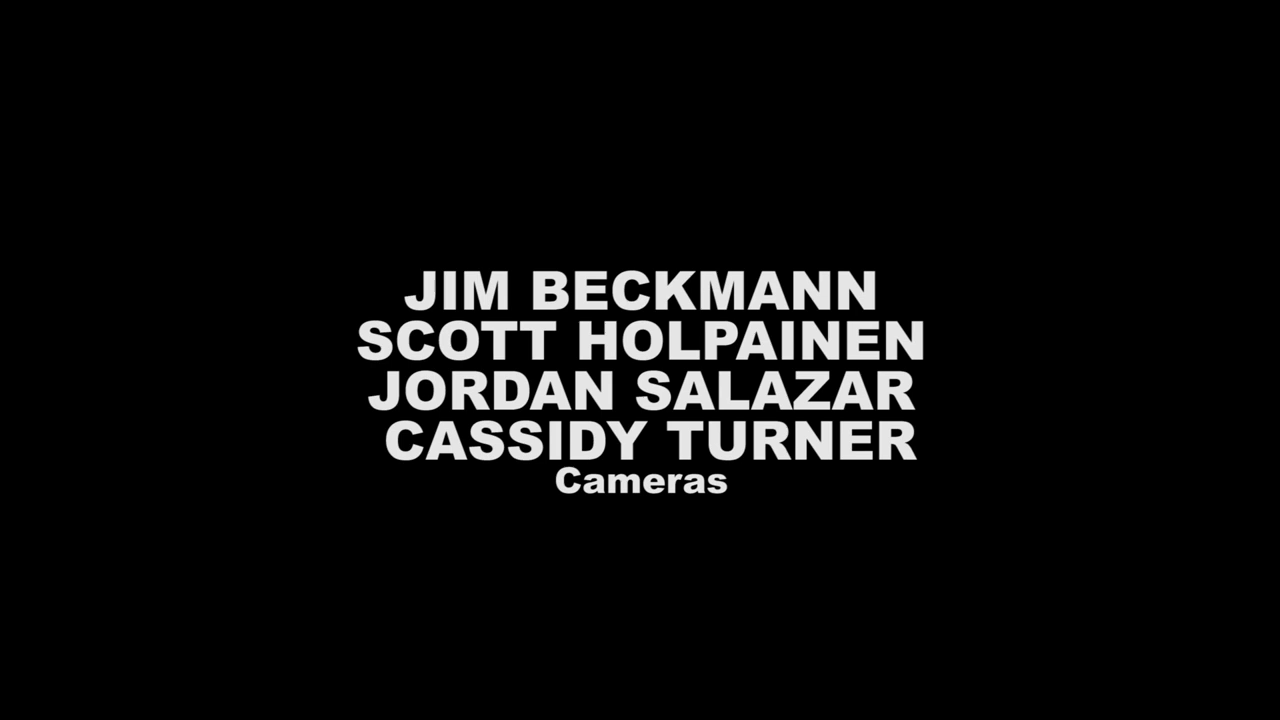 JIM BECKMANN
SCOTT HOLPAINEN
JORDAN SALAZAR
CASSIDY TURNER
Cameras